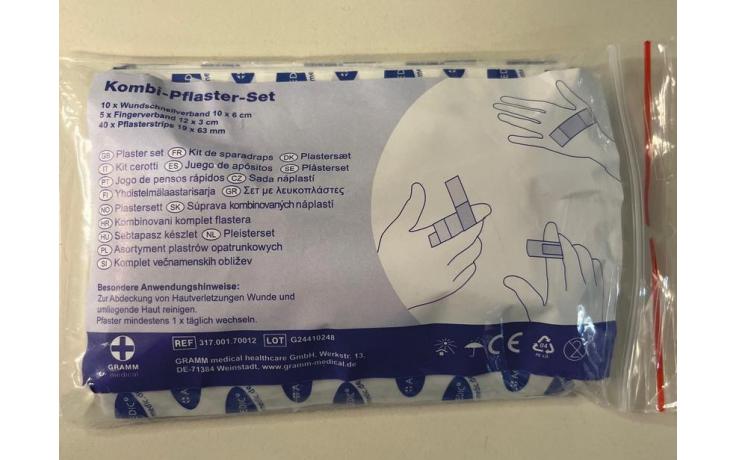 Kombi-Pflaster-Set
10 x Wundschnellverband 10 x 6 cm
5 x Fingerverband 12 x 3 cm
40 x Pflasterstrips 19 x 63 mm
GB Plaster set FR Kit de sparadraps DK Plastersæt
IT Kit cerotti ES Juego de apósitos SE Plåsterset
PT Jogo de pensos rápidos CZ Sada náplastí
FI Yhdistelmälaastarisarja GR Σετ με λευκοπλάστες
NO Plastersett SK Súprava kombinovaných náplastí
HR Kombinovani komplet flastera
HU Sebtapasz készlet NL Pleisterset
PL Asortyment plastrów opatrunkowych
SI Komplet večnamenskih obližev
Besondere Anwendungshinweise:
Zur Abdeckung von Hautverletzungen Wunde und
umliegende Haut reinigen.
Pfaster mindestens 1 x täglich wechseln.
REF 317.001.70012 LOT G24410248
GRAMM medical healthcare GmbH, Werkstr. 13,
DE-71384 Weinstadt, www.gramm-medical.de
GRAMM
medical
CE
04
2